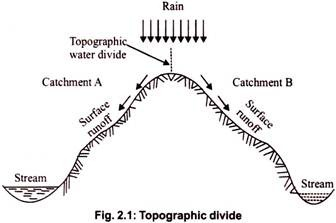 Rain
Topographic
water divide
Catchment A
Catchment B
Surface
runoff
Surface
runoff
Stream
Stream
Fig. 2.1: Topographic divide